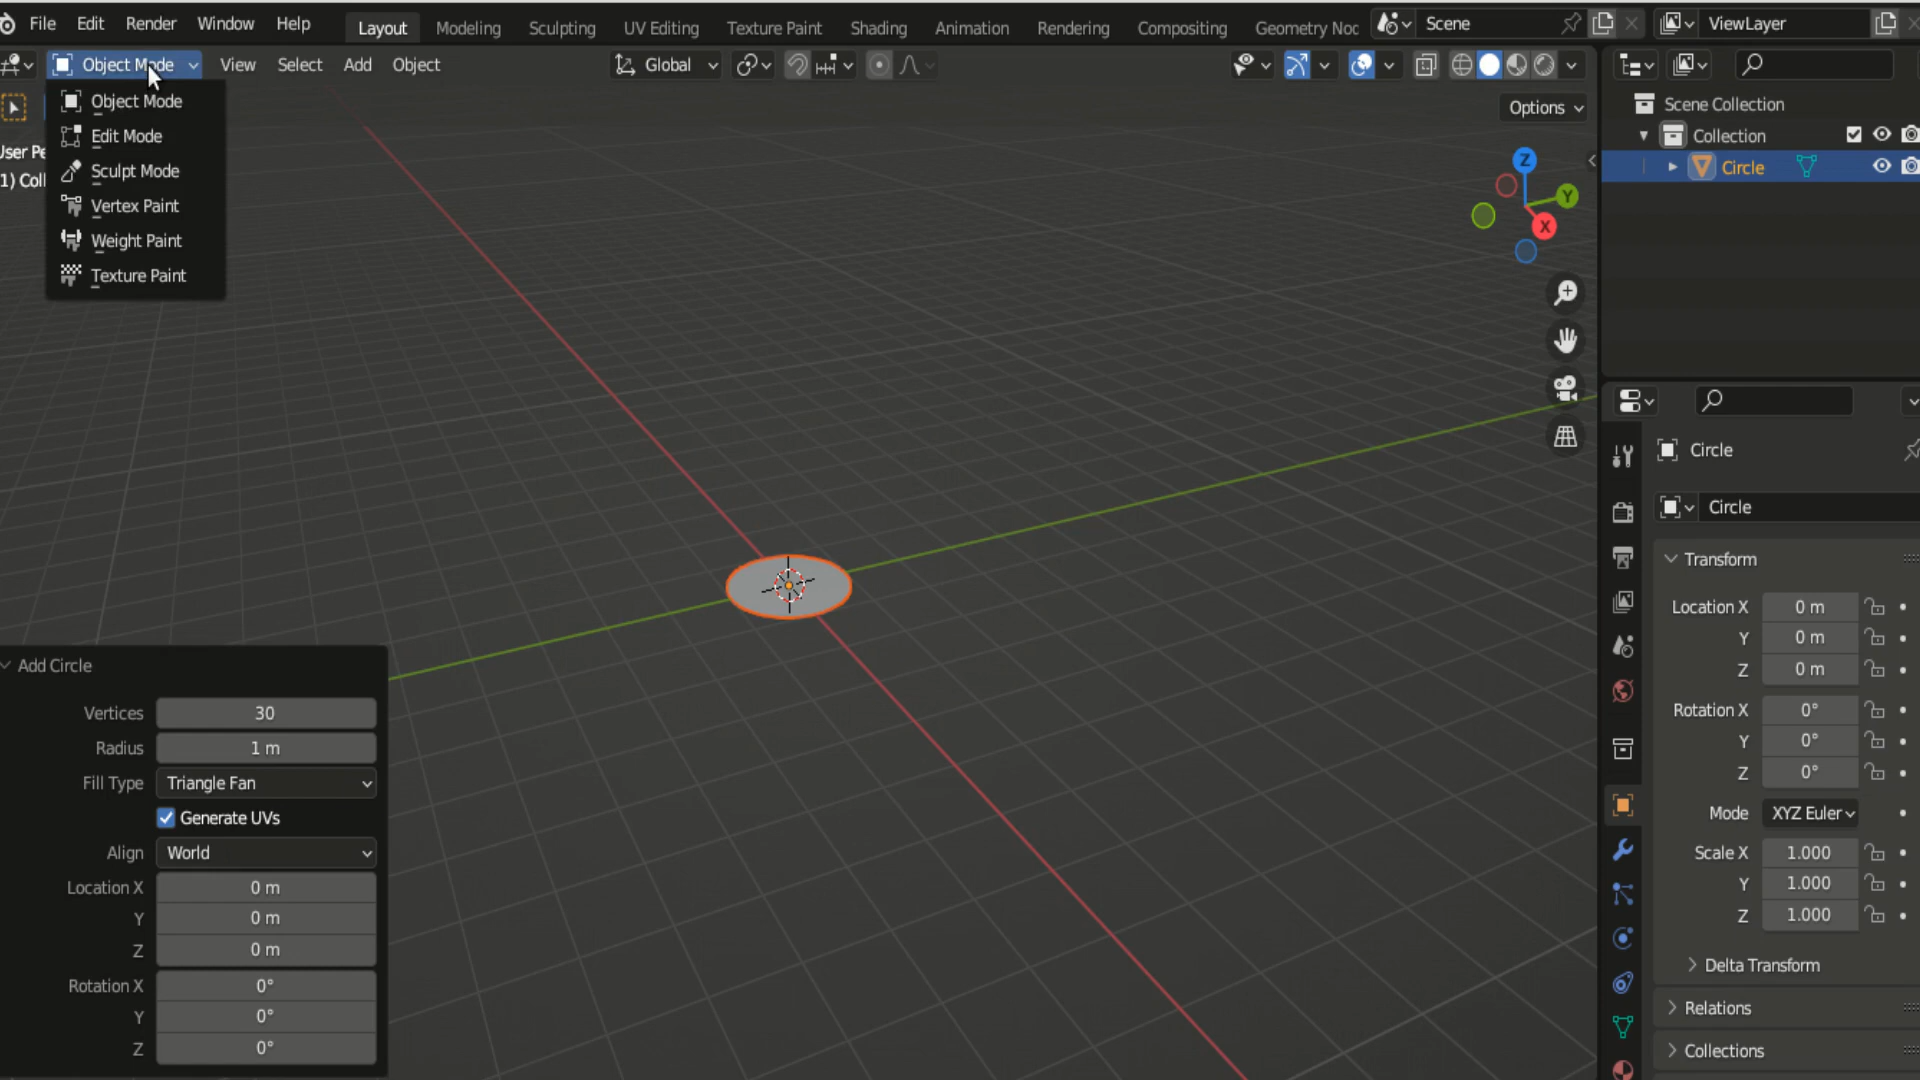 File Edit Render Window Help Layout Modeling Sculpting UV Editing Texture Paint Shading Animation Rendering Compositing Geometry Noc Scene ViewLayer
Object Mode View Select Add Object Global
Options
Object Mode
Edit Mode
Sculpt Mode
Vertex Paint
Weight Paint
Texture Paint
User Pe
1) Coll
Z
Y
X
Scene Collection
Collection
Circle
Circle
Circle
Transform
Location X 0 m
Y 0 m
Z 0 m
Rotation X 0°
Y 0°
Z 0°
Mode XYZ Euler
Scale X 1.000
Y 1.000
Z 1.000
Delta Transform
Relations
Collections
Add Circle
Vertices 30
Radius 1 m
Fill Type Triangle Fan
Generate UVs
Align World
Location X 0 m
Y 0 m
Z 0 m
Rotation X 0°
Y 0°
Z 0°